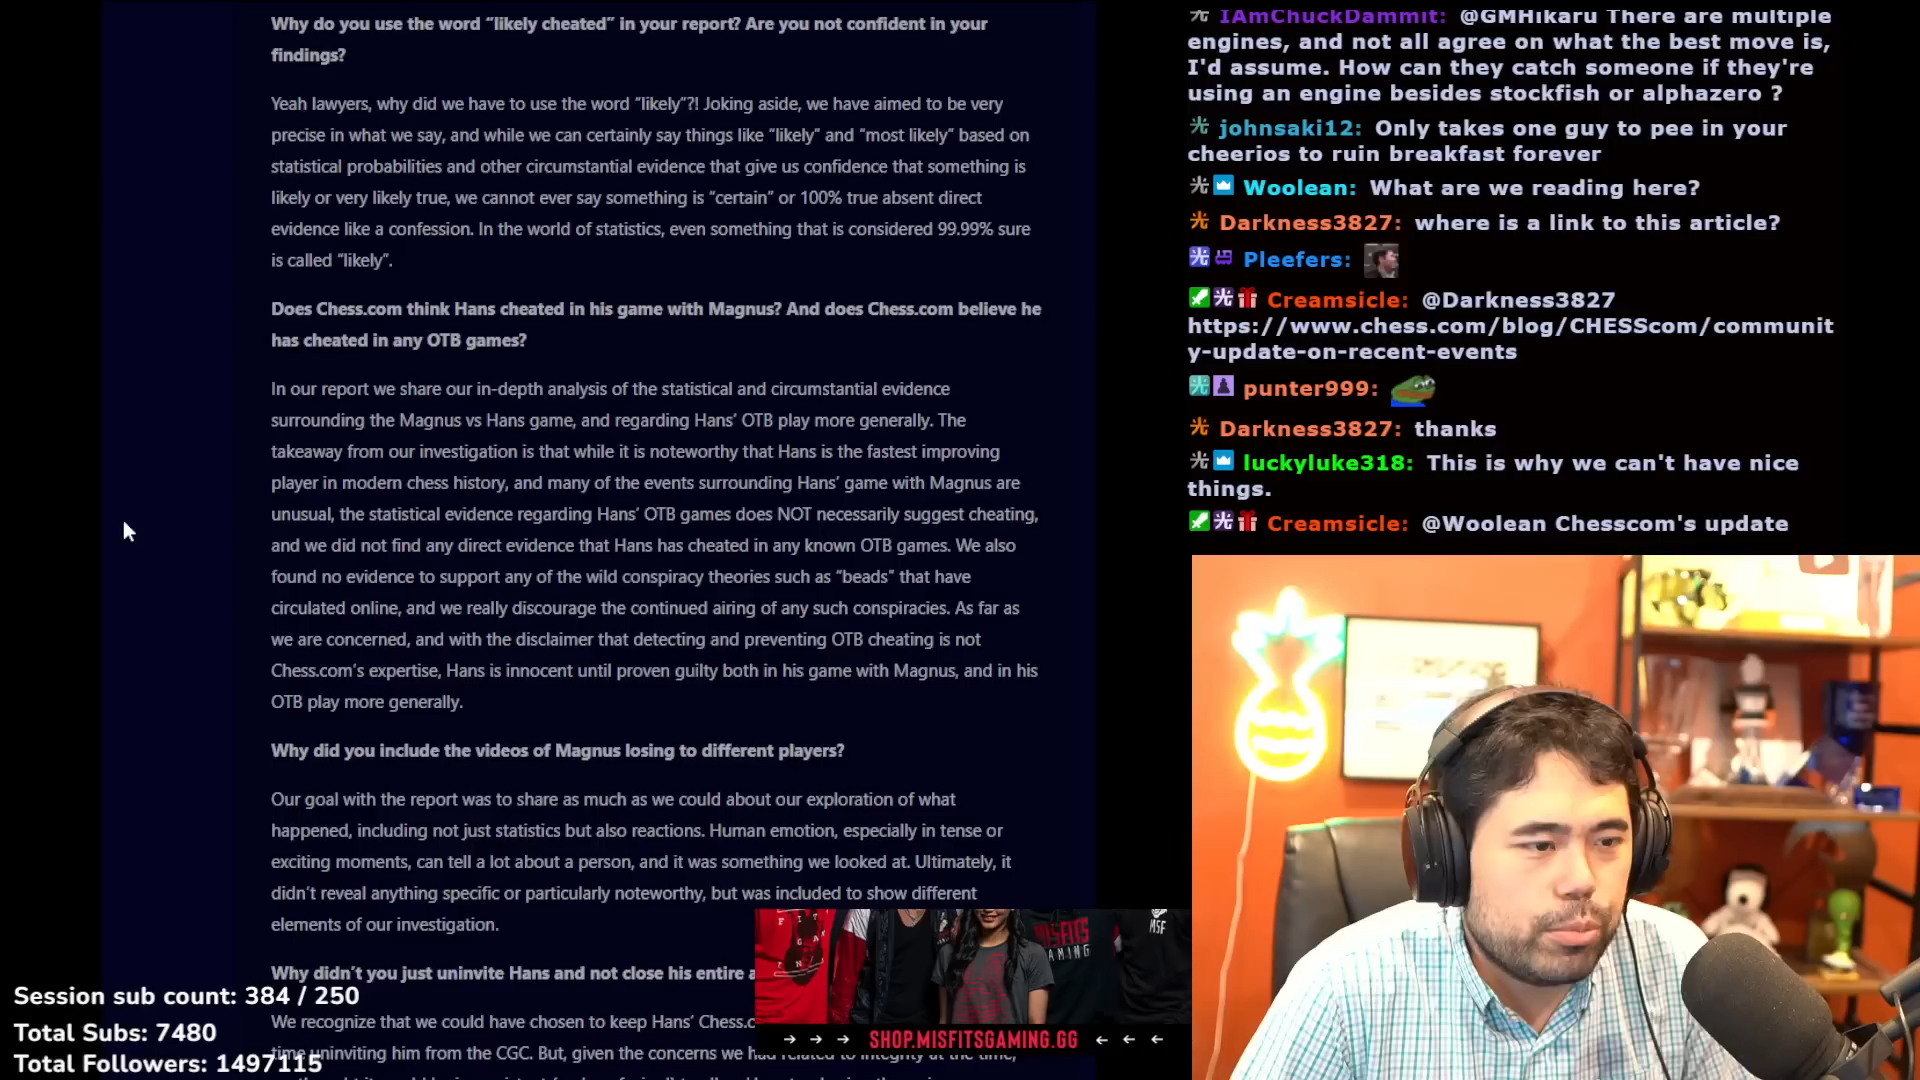 Why do you use the word “likely cheated” in your report? Are you not confident in your
findings?
Yeah lawyers, why did we have to use the word “likely”?! Joking aside, we have aimed to be very
precise in what we say, and while we can certainly say things like “likely” and “most likely” based on
statistical probabilities and other circumstantial evidence that give us confidence that something is
likely or very likely true, we cannot ever say something is “certain” or 100% true absent direct
evidence like a confession. In the world of statistics, even something that is considered 99.99% sure
is called “likely”.
Does Chess.com think Hans cheated in his game with Magnus? And does Chess.com believe he
has cheated in any OTB games?
In our report we share our in-depth analysis of the statistical and circumstantial evidence
surrounding the Magnus vs Hans game, and regarding Hans’ OTB play more generally. The
takeaway from our investigation is that while it is noteworthy that Hans is the fastest improving
player in modern chess history, and many of the events surrounding Hans’ game with Magnus are
unusual, the statistical evidence regarding Hans’ OTB games does NOT necessarily suggest cheating,
and we did not find any direct evidence that Hans has cheated in any known OTB games. We also
found no evidence to support any of the wild conspiracy theories such as “beads” that have
circulated online, and we really discourage the continued airing of any such conspiracies. As far as
we are concerned, and with the disclaimer that detecting and preventing OTB cheating is not
Chess.com’s expertise, Hans is innocent until proven guilty both in his game with Magnus, and in his
OTB play more generally.
Why did you include the videos of Magnus losing to different players?
Our goal with the report was to share as much as we could about our exploration of what
happened, including not just statistics but also reactions. Human emotion, especially in tense or
exciting moments, can tell a lot about a person, and it was something we looked at. Ultimately, it
didn’t reveal anything specific or particularly noteworthy, but was included to show different
elements of our investigation.
Why didn’t you just uninvite Hans and not close his entire a
We recognize that we could have chosen to keep Hans’ Chess.c
time uninviting him from the CGC. But, given the concerns we had related to integrity at the time,
Session sub count: 384 / 250
Total Subs: 7480
Total Followers: 1497115
MISFITS
GAMING
MSF
→ → → SHOP.MISFITSGAMING.GG ← ← ←
光 IAmChuckDammit: @GMHikaru There are multiple
engines, and not all agree on what the best move is,
I'd assume. How can they catch someone if they're
using an engine besides stockfish or alphazero ?
光 johnsaki12: Only takes one guy to pee in your
cheerios to ruin breakfast forever
光 Woolean: What are we reading here?
光 Darkness3827: where is a link to this article?
光 Pleefers:
光 Creamsicle: @Darkness3827
https://www.chess.com/blog/CHESScom/communit
y-update-on-recent-events
光 punter999:
光 Darkness3827: thanks
光 luckyluke318: This is why we can't have nice
things.
光 Creamsicle: @Woolean Chesscom's update